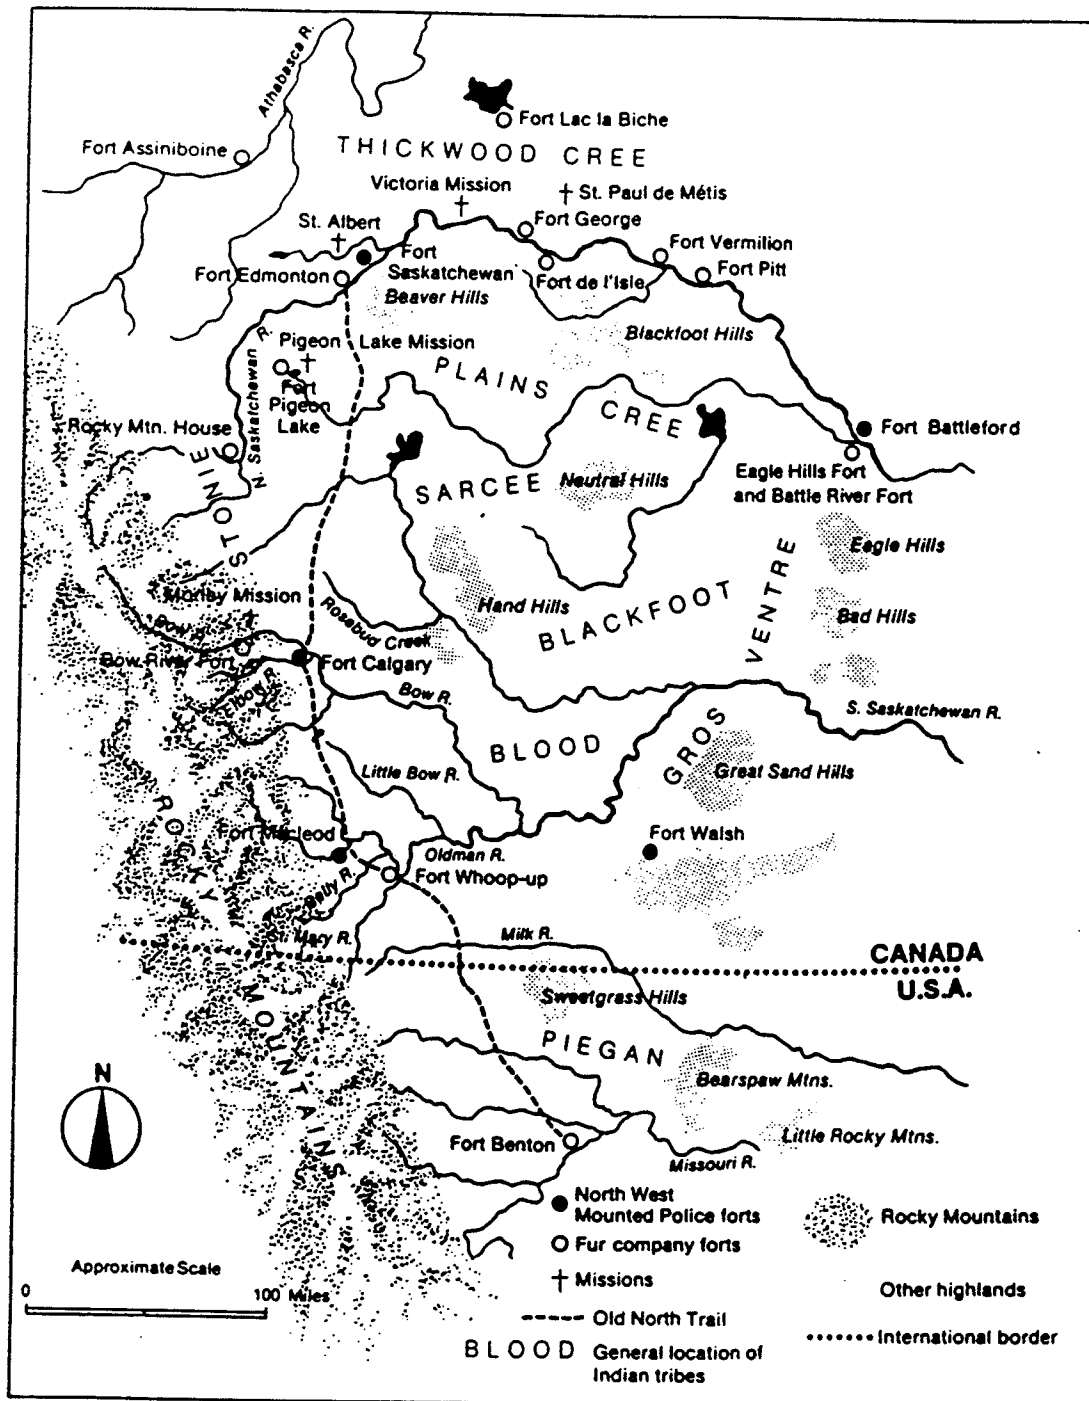 Athabasca R.
Fort Lac la Biche
Fort Assiniboine
THICKWOOD CREE
Victoria Mission
St. Paul de Métis
St. Albert
Fort George
Fort
Saskatchewan
Fort Vermilion
Fort Edmonton
Fort de l'Isle
Fort Pitt
Beaver Hills
Blackfoot Hills
N. Saskatchewan R.
Pigeon Lake Mission
PLAINS CREE
Fort
Pigeon
Lake
Rocky Mtn. House
Fort Battleford
Eagle Hills Fort
and Battle River Fort
SARCEE
Neutral Hills
STONIE
Eagle Hills
Morley Mission
Hand Hills
BLACKFOOT
Bad Hills
Rosebud Creek
Bow R.
Bow River Fort
Fort Calgary
Elbow R.
Bow R.
GROS VENTRE
S. Saskatchewan R.
BLOOD
Little Bow R.
Great Sand Hills
ROCKY MOUNTAINS
Fort Macleod
Fort Walsh
Oldman R.
Belly R.
Fort Whoop-up
St. Mary R.
Milk R.
CANADA
U.S.A.
Sweetgrass Hills
PIEGAN
Bearspaw Mtns.
N
Fort Benton
Little Rocky Mtns.
Missouri R.
North West
Mounted Police forts
Rocky Mountains
Fur company forts
Approximate Scale
Missions
Other highlands
0 100 Miles
Old North Trail
International border
BLOOD General location of
Indian tribes